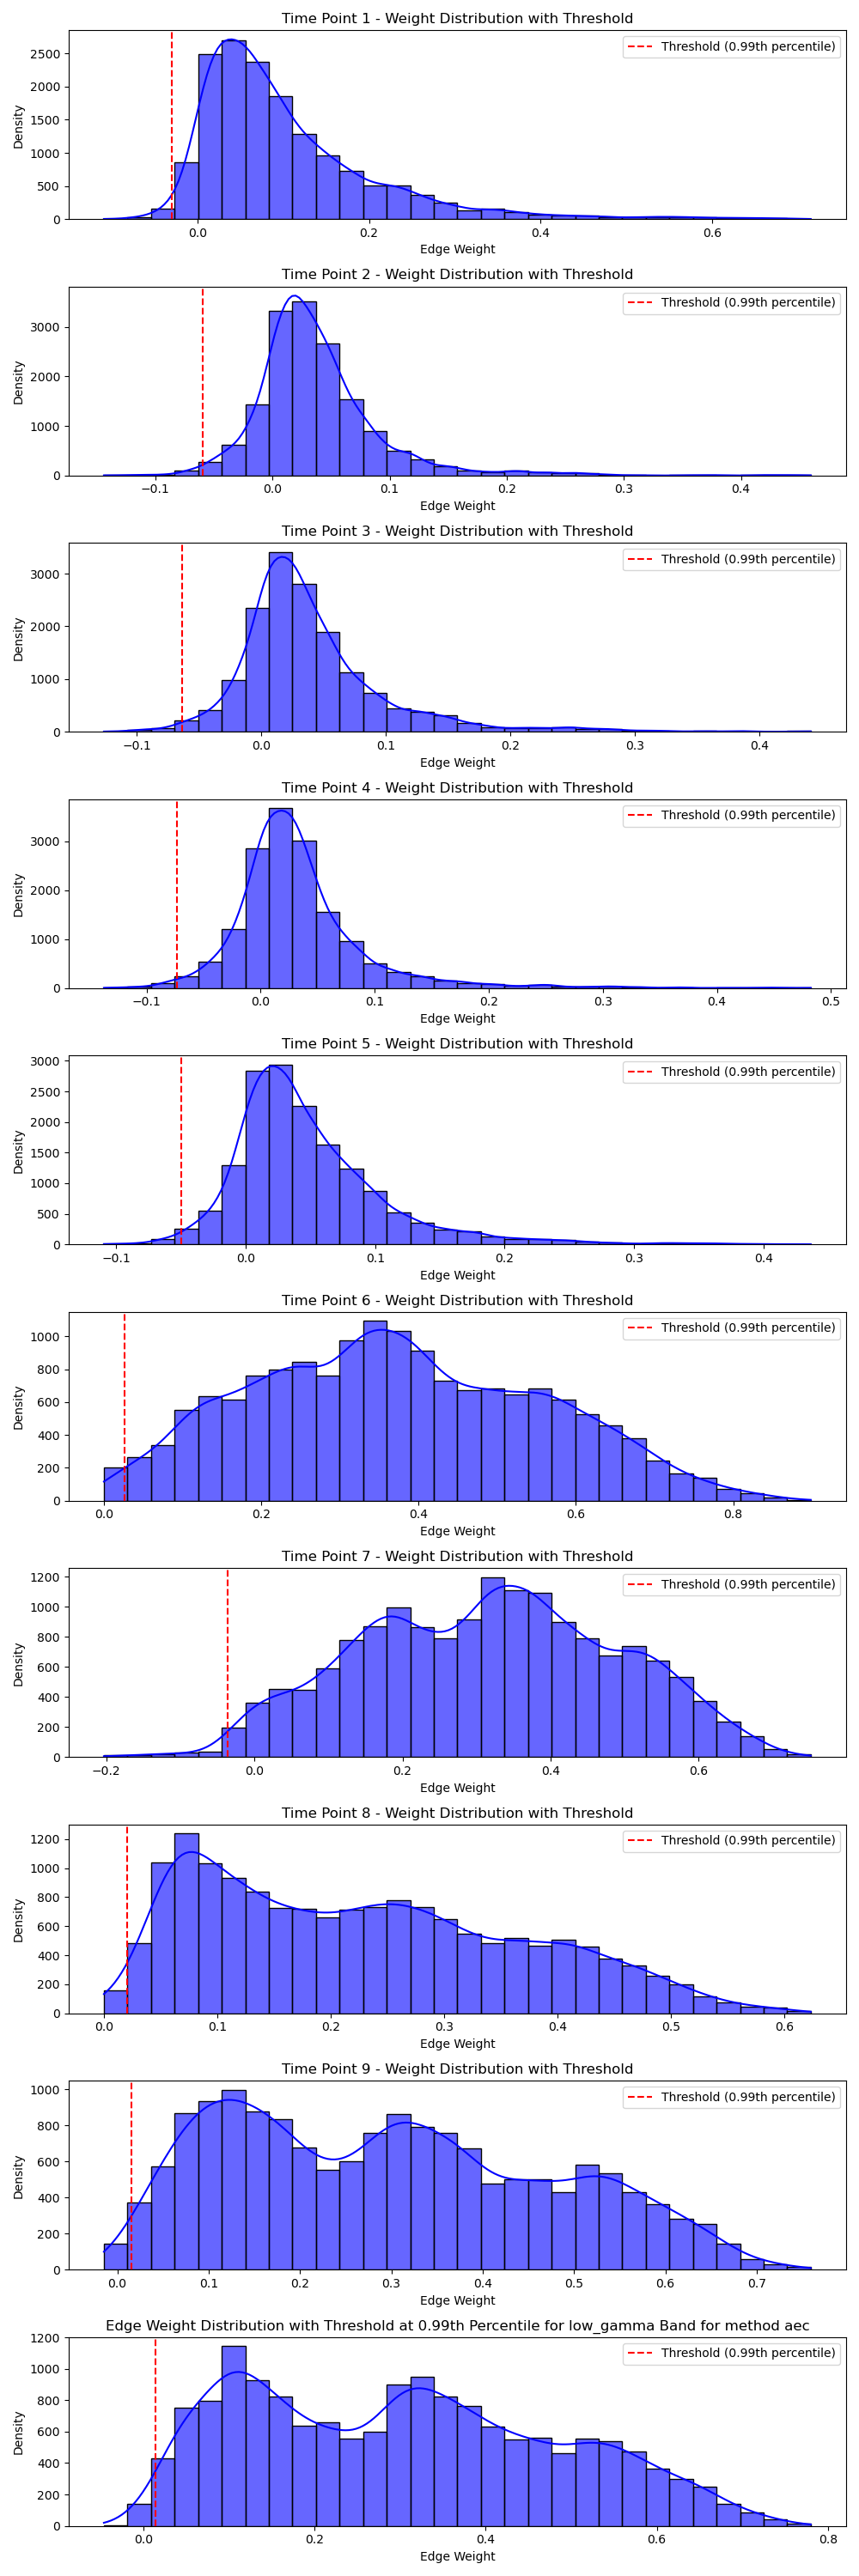 Time Point 1 - Weight Distribution with Threshold
Threshold (0.99th percentile)
Density
2500
2000
1500
1000
500
0
0.0 0.2 0.4 0.6
Edge Weight
Time Point 2 - Weight Distribution with Threshold
Threshold (0.99th percentile)
Density
3000
2000
1000
0
−0.1 0.0 0.1 0.2 0.3 0.4
Edge Weight
Time Point 3 - Weight Distribution with Threshold
Threshold (0.99th percentile)
Density
3000
2000
1000
0
−0.1 0.0 0.1 0.2 0.3 0.4
Edge Weight
Time Point 4 - Weight Distribution with Threshold
Threshold (0.99th percentile)
Density
3000
2000
1000
0
−0.1 0.0 0.1 0.2 0.3 0.4 0.5
Edge Weight
Time Point 5 - Weight Distribution with Threshold
Threshold (0.99th percentile)
Density
3000
2500
2000
1500
1000
500
0
−0.1 0.0 0.1 0.2 0.3 0.4
Edge Weight
Time Point 6 - Weight Distribution with Threshold
Threshold (0.99th percentile)
Density
1000
800
600
400
200
0
0.0 0.2 0.4 0.6 0.8
Edge Weight
Time Point 7 - Weight Distribution with Threshold
Threshold (0.99th percentile)
Density
1200
1000
800
600
400
200
0
−0.2 0.0 0.2 0.4 0.6
Edge Weight
Time Point 8 - Weight Distribution with Threshold
Threshold (0.99th percentile)
Density
1200
1000
800
600
400
200
0
0.0 0.1 0.2 0.3 0.4 0.5 0.6
Edge Weight
Time Point 9 - Weight Distribution with Threshold
Threshold (0.99th percentile)
Density
1000
800
600
400
200
0
0.0 0.1 0.2 0.3 0.4 0.5 0.6 0.7
Edge Weight
Edge Weight Distribution with Threshold at 0.99th Percentile for low_gamma Band for method aec
Threshold (0.99th percentile)
Density
1200
1000
800
600
400
200
0
0.0 0.2 0.4 0.6 0.8
Edge Weight